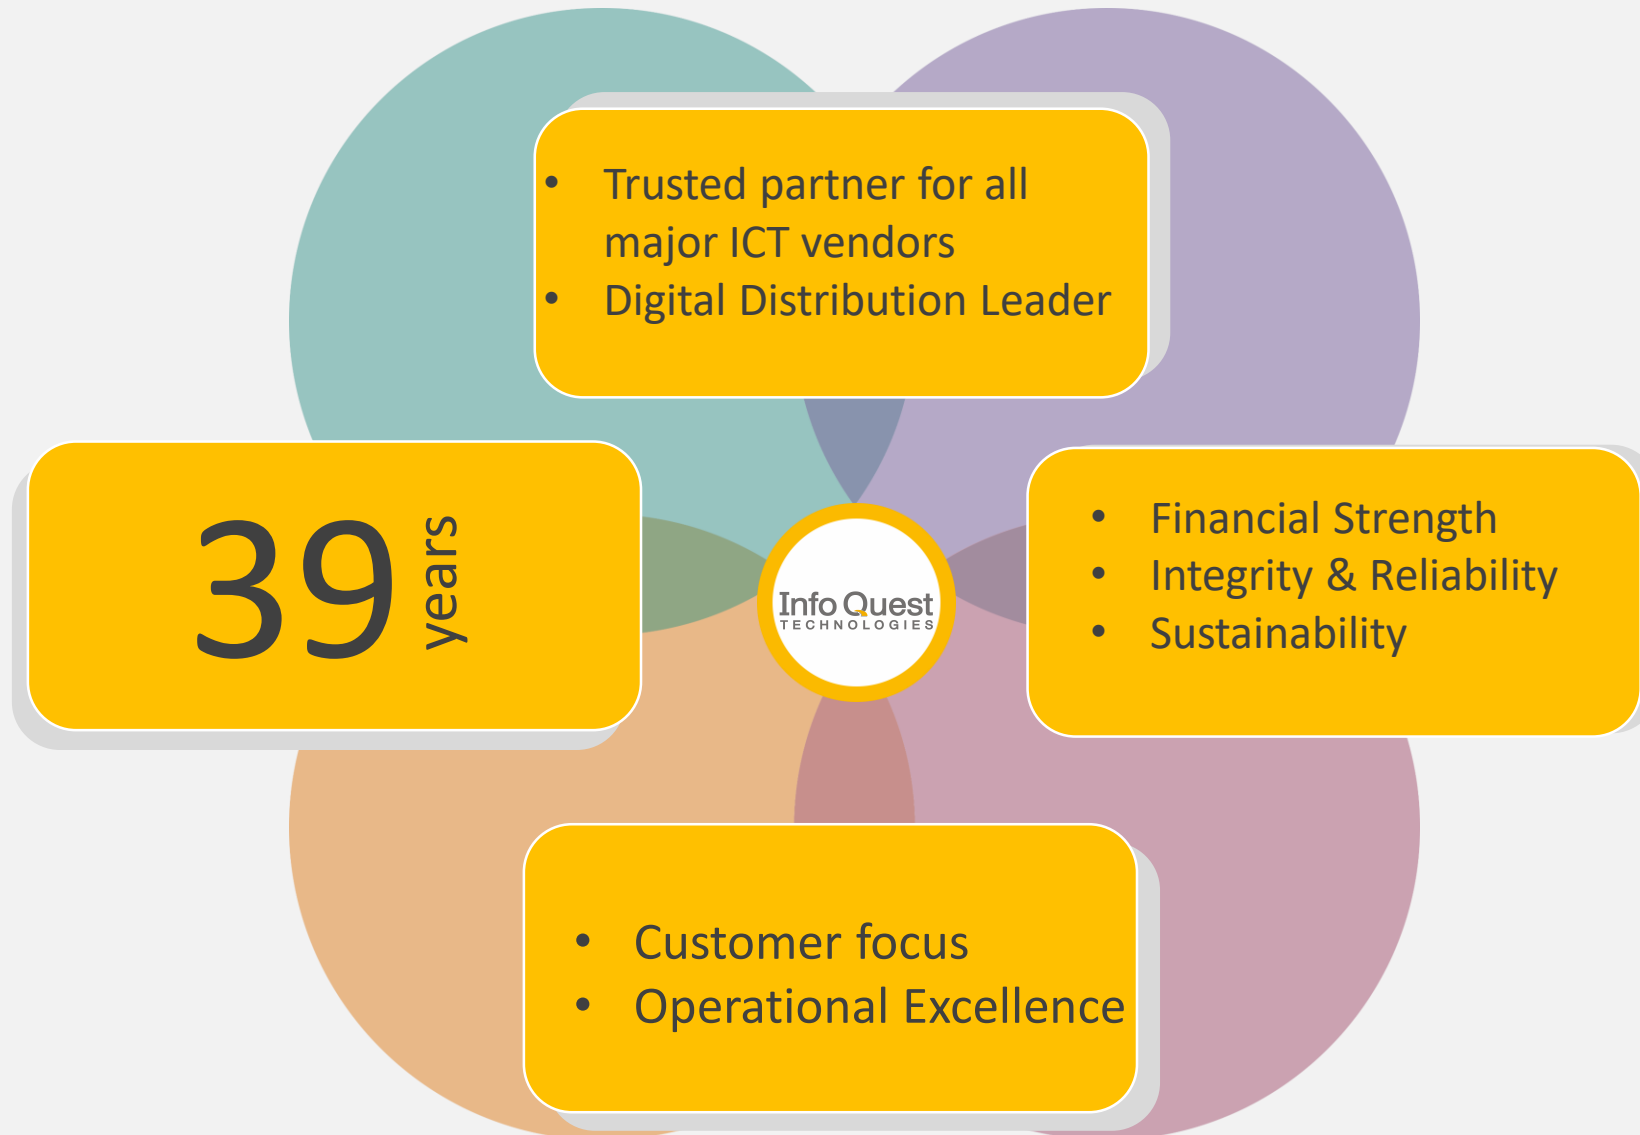 • Trusted partner for all
major ICT vendors
• Digital Distribution Leader
39 years
Info Quest
TECHNOLOGIES
• Financial Strength
• Integrity & Reliability
• Sustainability
• Customer focus
• Operational Excellence